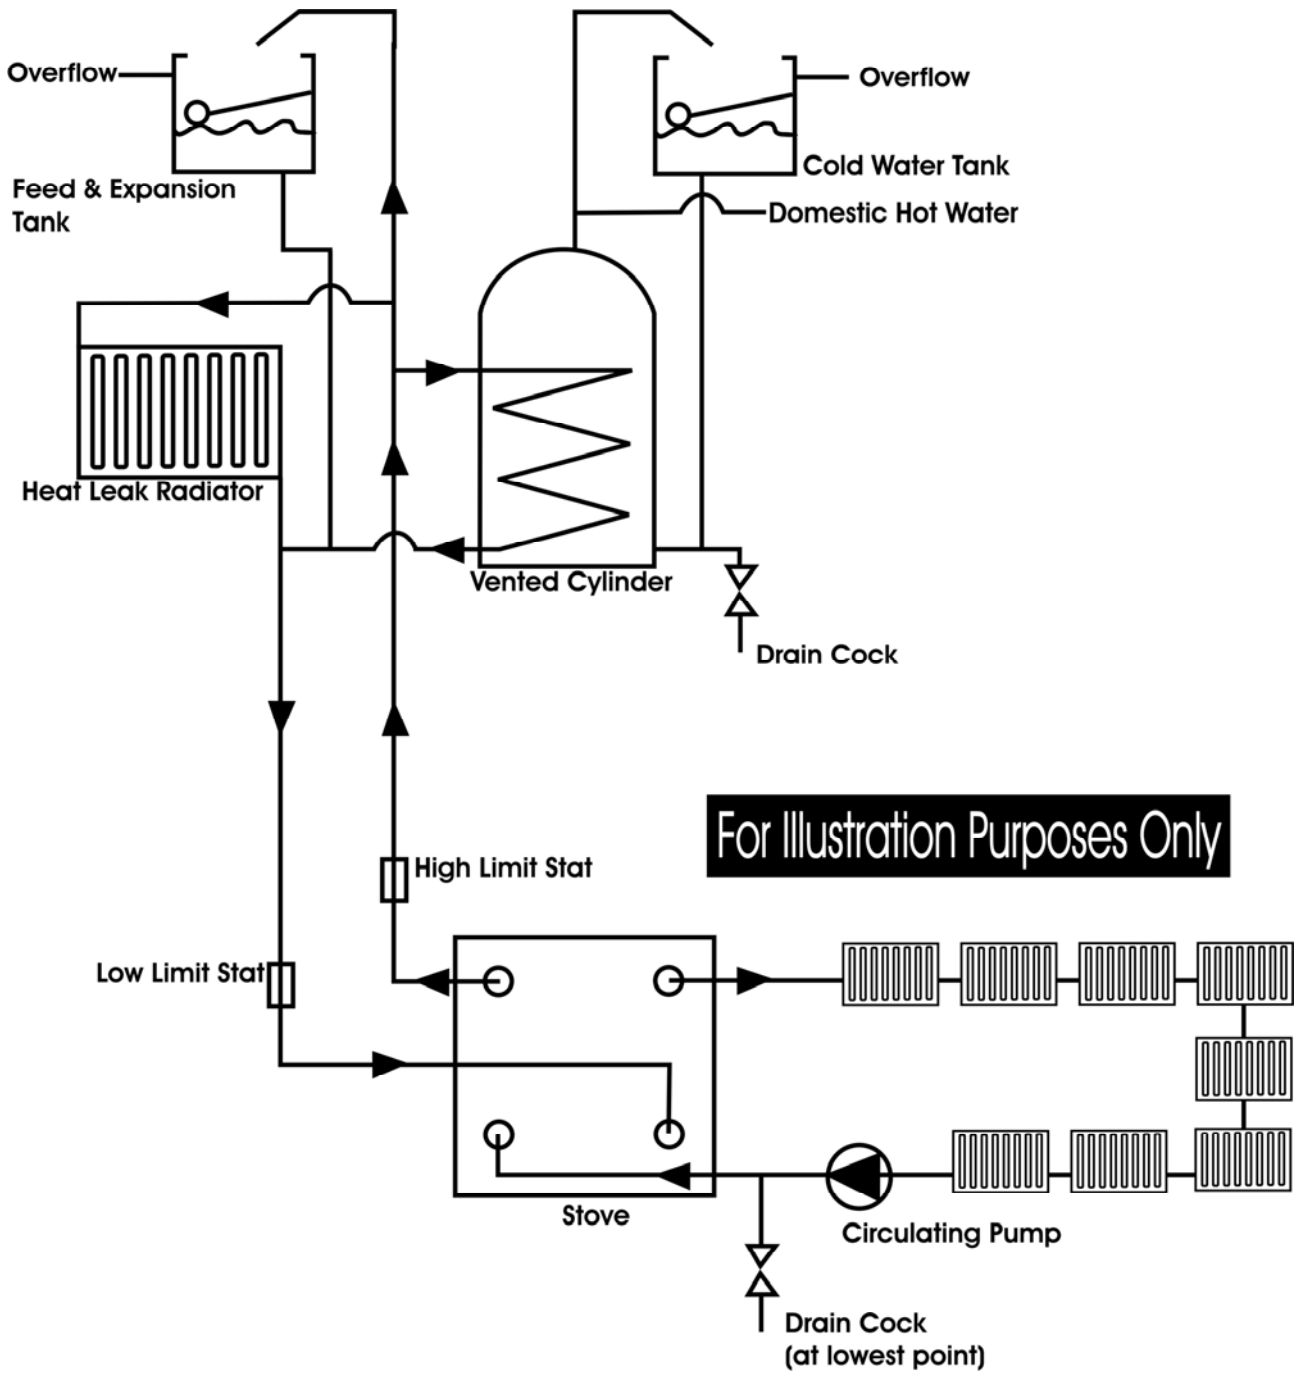 Overflow
Overflow
Cold Water Tank
Feed & Expansion
Tank
Domestic Hot Water
Heat Leak Radiator
Vented Cylinder
Drain Cock
For Illustration Purposes Only
High Limit Stat
Low Limit Stat
Stove
Circulating Pump
Drain Cock
(at lowest point)